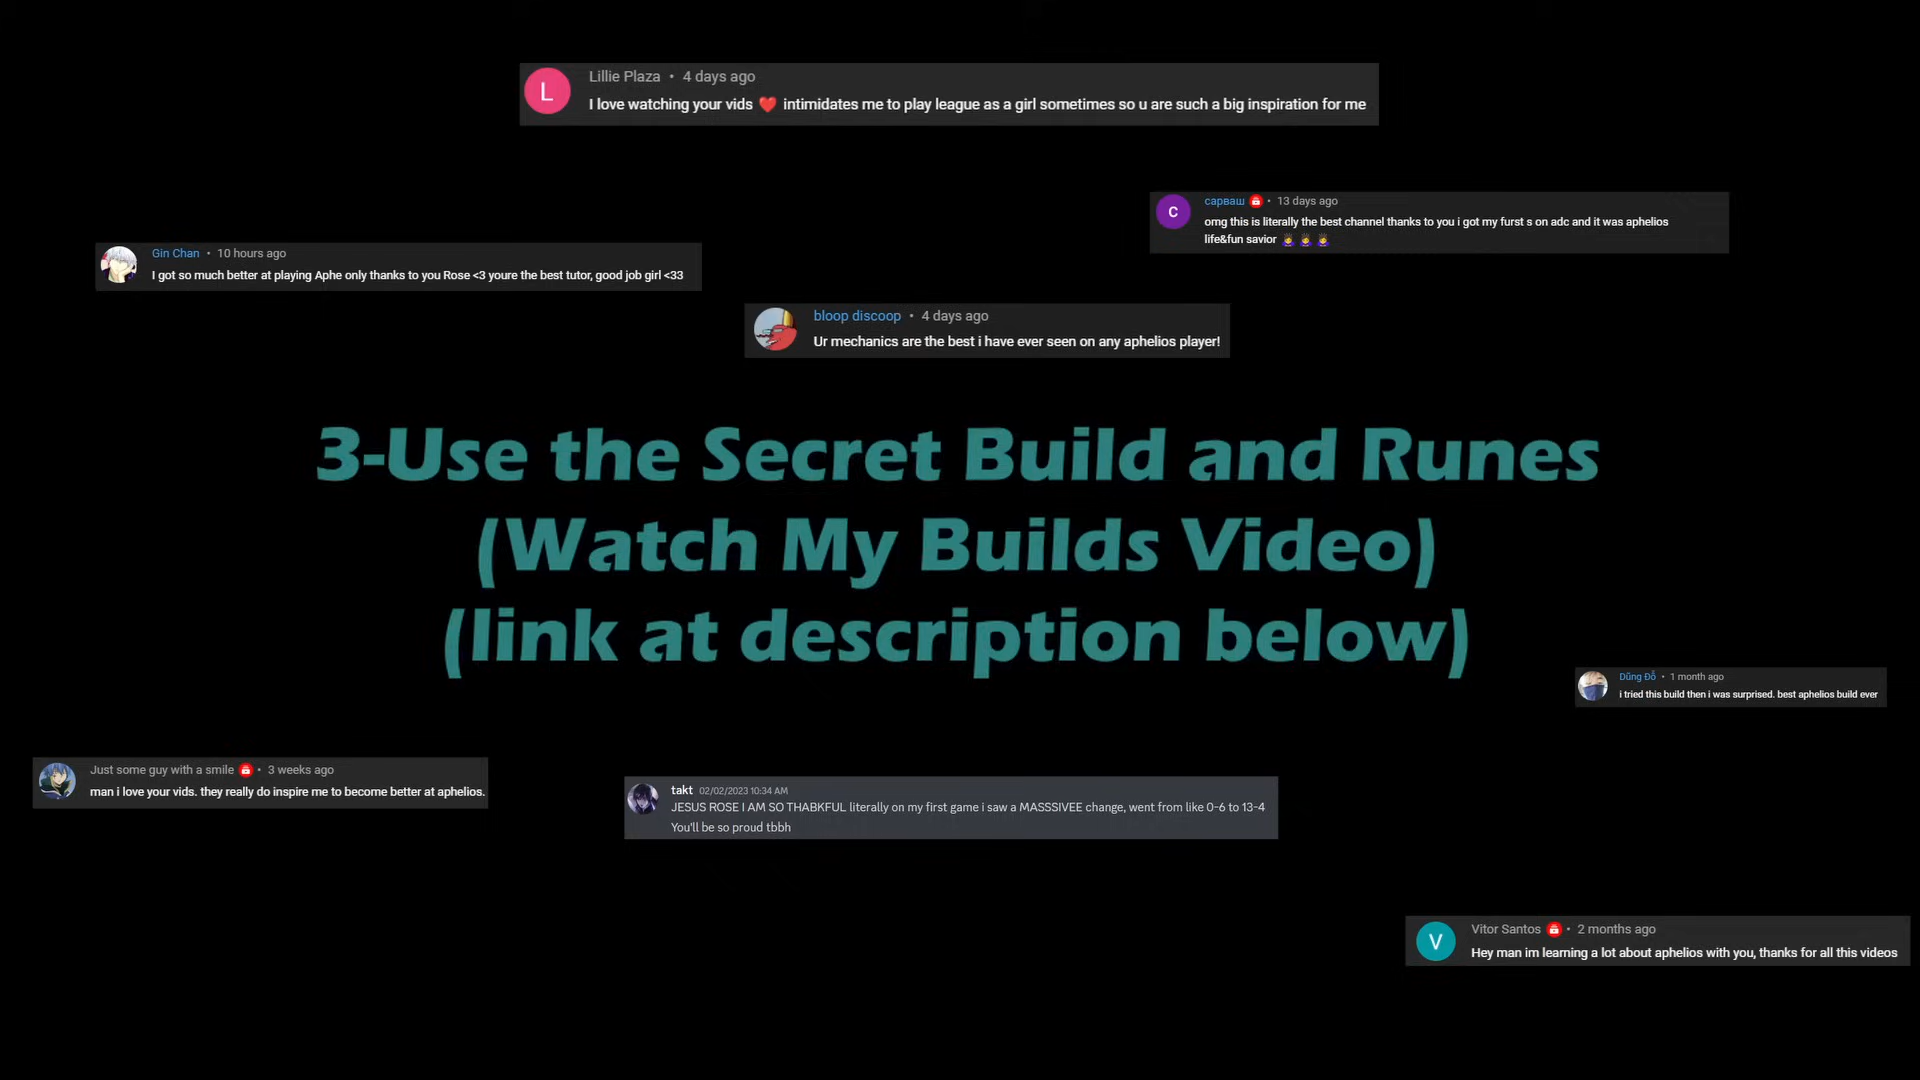 L
Lillie Plaza • 4 days ago
I love watching your vids ❤️ intimidates me to play league as a girl sometimes so u are such a big inspiration for me
C
сарваш • 13 days ago
omg this is literally the best channel thanks to you i got my furst s on adc and it was aphelios
life&fun savior 💆‍♀️ 💆‍♀️ 💆‍♀️
Gin Chan • 10 hours ago
I got so much better at playing Aphe only thanks to you Rose <3 youre the best tutor, good job girl <33
bloop discoop • 4 days ago
Ur mechanics are the best i have ever seen on any aphelios player!
3-Use the Secret Build and Runes
(Watch My Builds Video)
(link at description below)
Dũng Đỗ • 1 month ago
i tried this build then i was surprised. best aphelios build ever
Just some guy with a smile • 3 weeks ago
man i love your vids. they really do inspire me to become better at aphelios.
takt 02/02/2023 10:34 AM
JESUS ROSE I AM SO THABKFUL literally on my first game i saw a MASSSIVEE change, went from like 0-6 to 13-4
You'll be so proud tbbh
V
Vitor Santos • 2 months ago
Hey man im learning a lot about aphelios with you, thanks for all this videos